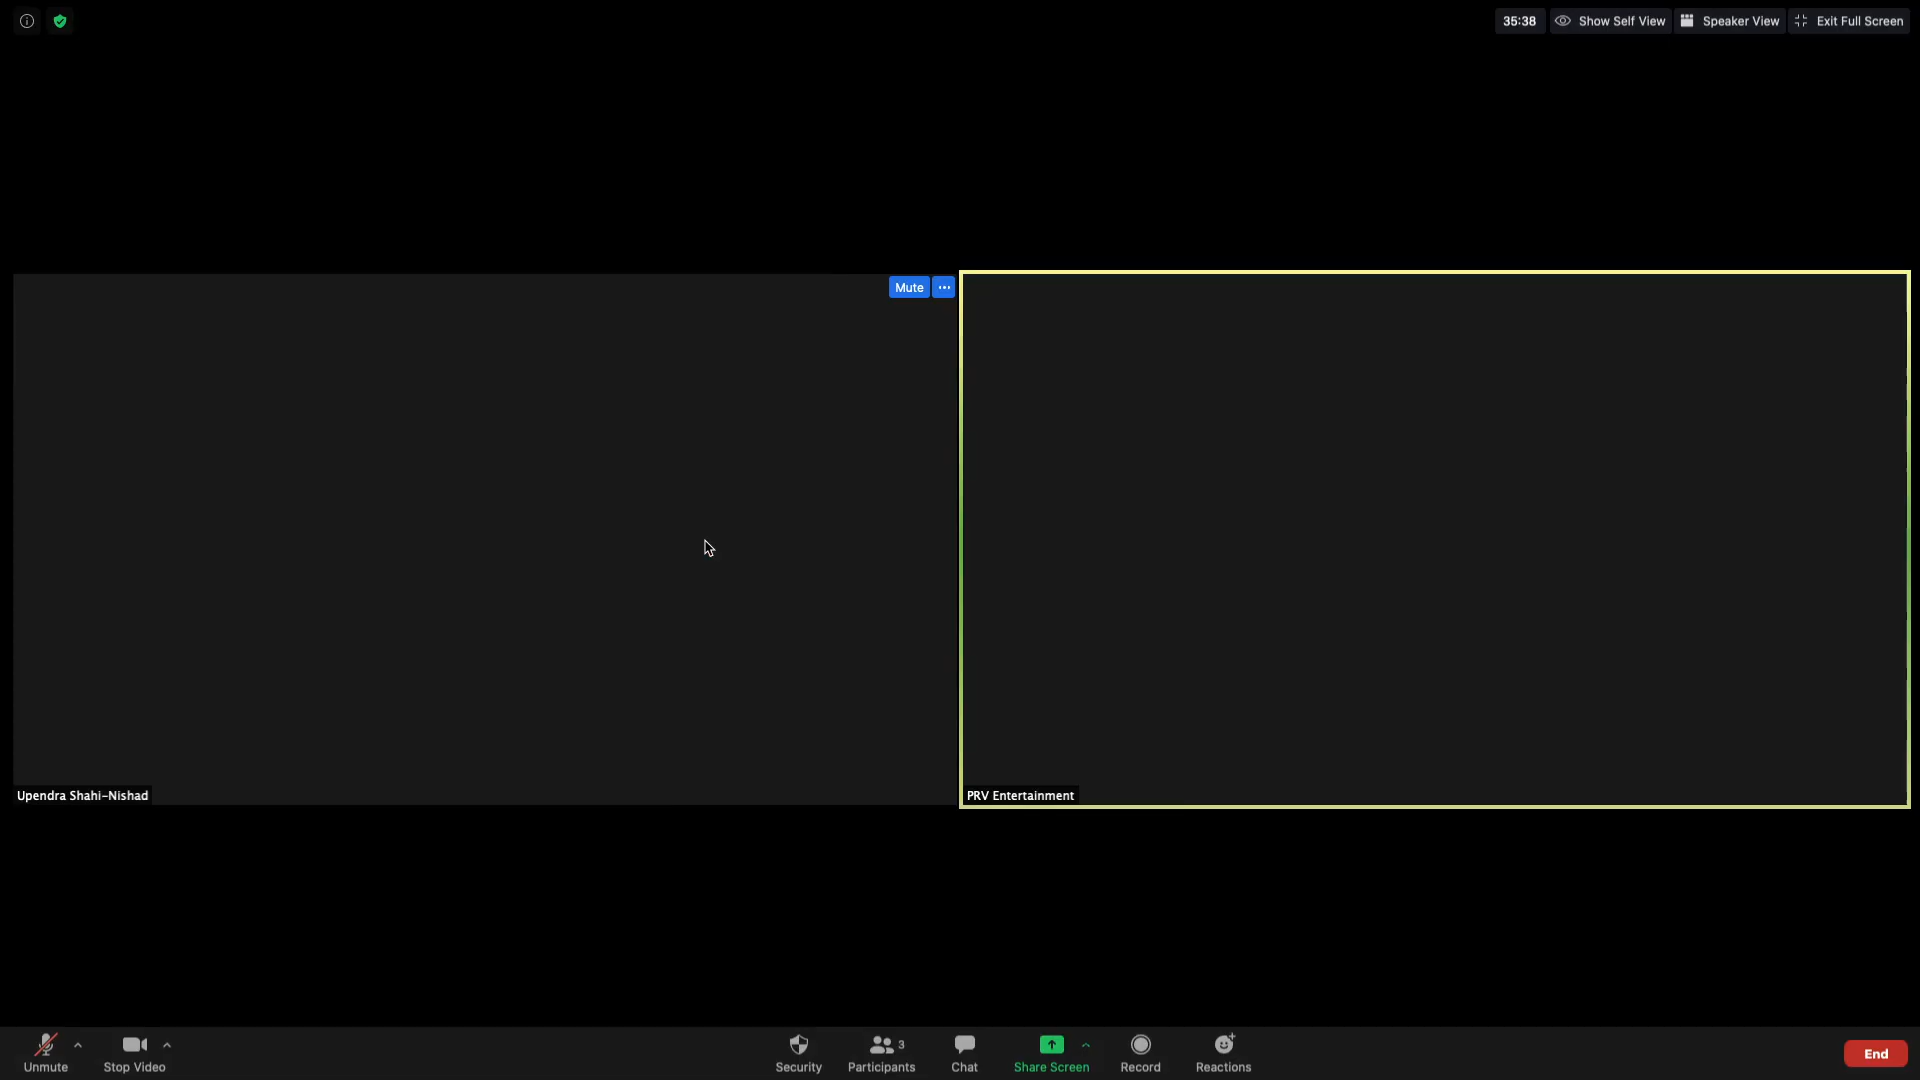 35:38
Show Self View
Speaker View
Exit Full Screen
Mute
Upendra Shahi-Nishad
PRV Entertainment
Unmute
Stop Video
Security
Participants
3
Chat
Share Screen
Record
Reactions
End